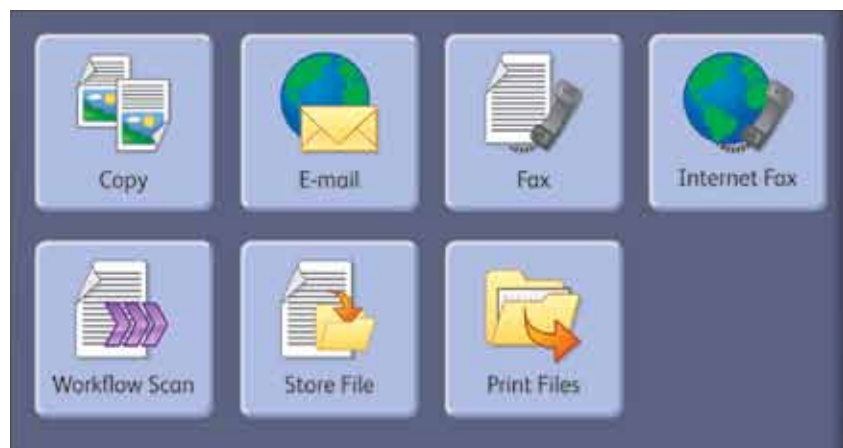 Copy
E-mail
Fax
Internet Fax
Workflow Scan
Store File
Print Files